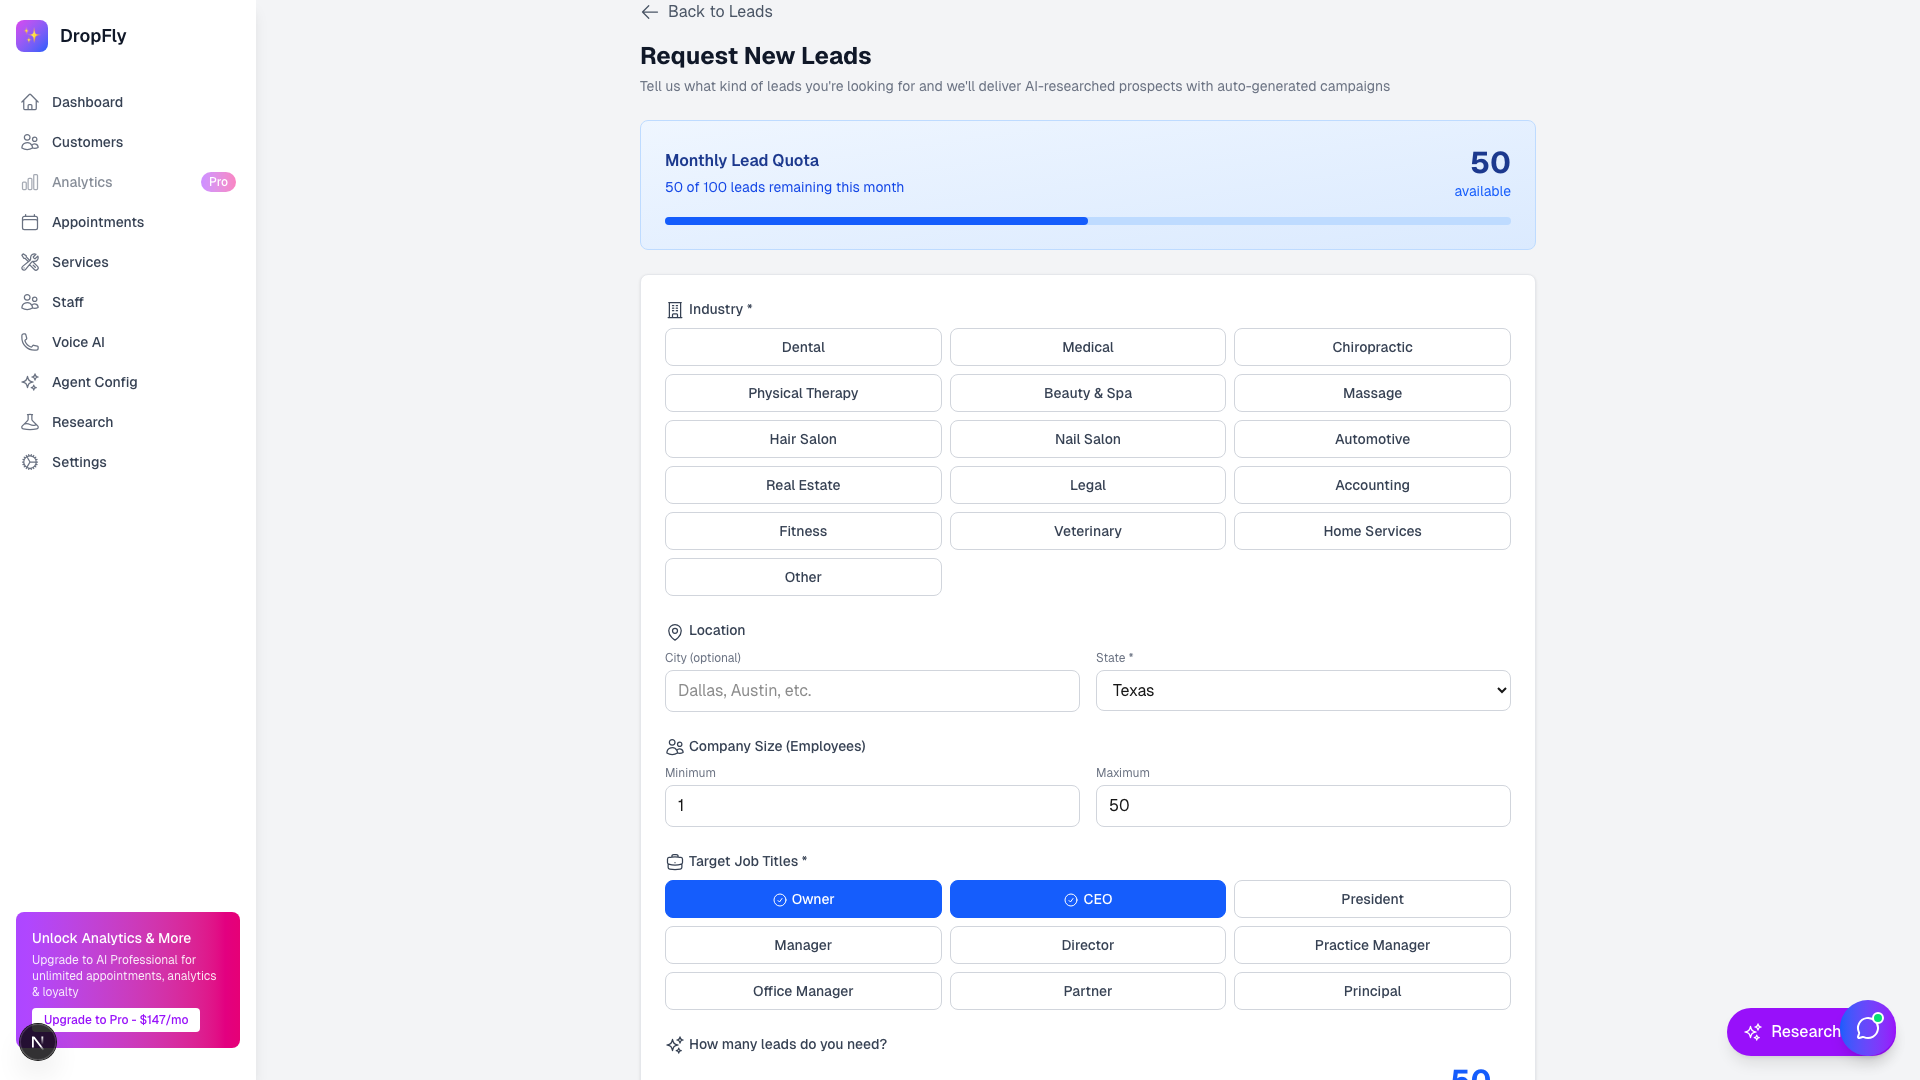 DropFly
Dashboard
Customers
Analytics
Pro
Appointments
Services
Staff
Voice AI
Agent Config
Research
Settings
Unlock Analytics & More
Upgrade to AI Professional for
unlimited appointments, analytics
& loyalty
Upgrade to Pro - $147/mo
N
Back to Leads
Request New Leads
Tell us what kind of leads you're looking for and we'll deliver AI-researched prospects with auto-generated campaigns
Monthly Lead Quota
50 of 100 leads remaining this month
50
available
Industry *
Dental
Medical
Chiropractic
Physical Therapy
Beauty & Spa
Massage
Hair Salon
Nail Salon
Automotive
Real Estate
Legal
Accounting
Fitness
Veterinary
Home Services
Other
Location
City (optional)
State *
Dallas, Austin, etc.
Texas
Company Size (Employees)
Minimum
Maximum
1
50
Target Job Titles *
Owner
CEO
President
Manager
Director
Practice Manager
Office Manager
Partner
Principal
How many leads do you need?
50
Research